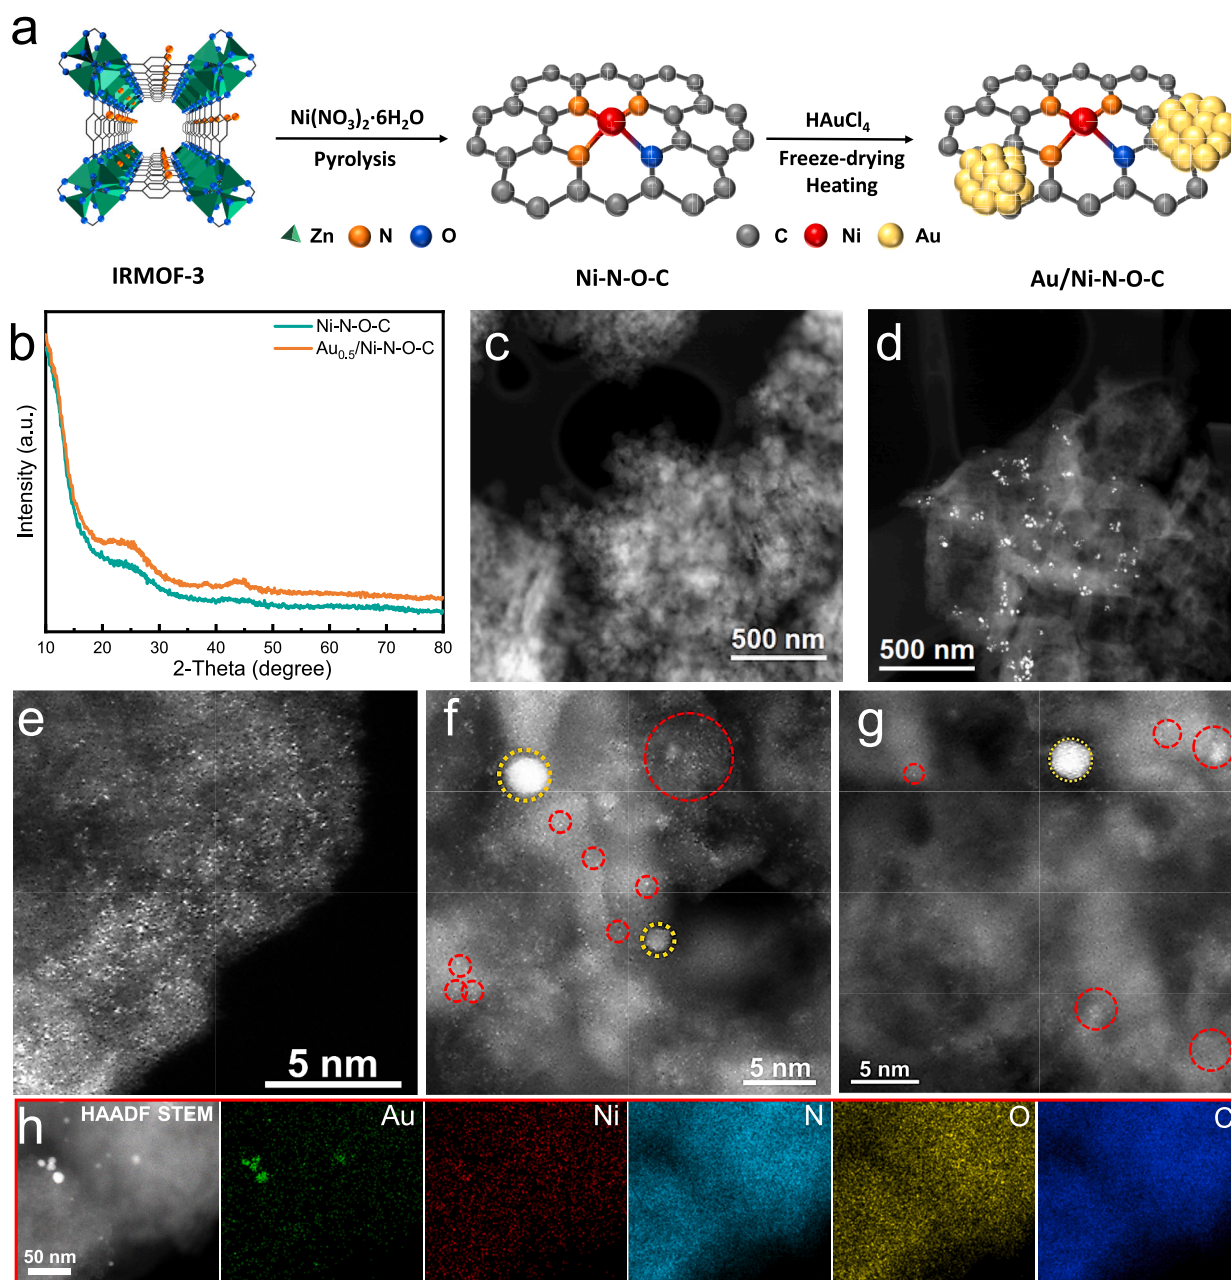 a
Ni(NO3)2·6H2O
Pyrolysis
HAuCl4
Freeze-drying
Heating
Zn N O
C Ni Au
IRMOF-3
Ni-N-O-C
Au/Ni-N-O-C
b
Ni-N-O-C
Au0.5/Ni-N-O-C
Intensity (a.u.)
10 20 30 40 50 60 70 80
2-Theta (degree)
c
500 nm
d
500 nm
e
5 nm
f
5 nm
g
5 nm
h
HAADF STEM
50 nm
Au
Ni
N
O
C